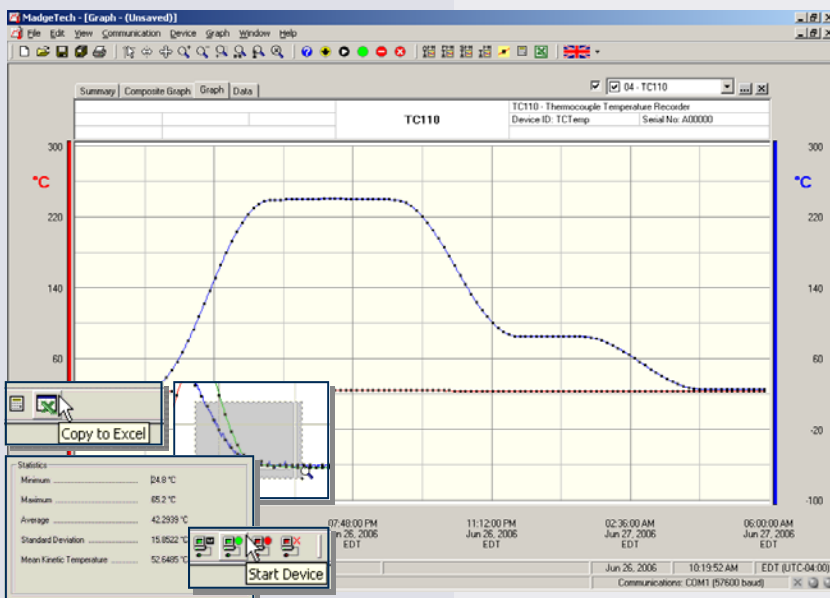 MadgeTech - [Graph - (Unsaved)]
File Edit View Communication Device Graph Window Help
Summary Composite Graph Graph Data
04 - TC110
TC110
TC110 - Thermocouple Temperature Recorder
Device ID: TCTemp Serial No: A00000
300 300
°C °C
220 220
140 140
60 60
-20
-100
Copy to Excel
Statistics
Minimum 24.8 °C
Maximum 65.2 °C
Average 42.2939 °C
Standard Deviation 15.8522 °C
Mean Kinetic Temperature 52.6485 °C
Start Device
07:48:00 PM 11:12:00 PM 02:36:00 AM 06:00:00 AM
26, 2006 Jun 26, 2006 Jun 27, 2006 Jun 27, 2006
EDT EDT EDT EDT
Jun 26, 2006 10:19:52 AM EDT (UTC-04:00)
Communications: COM1 (57600 baud)